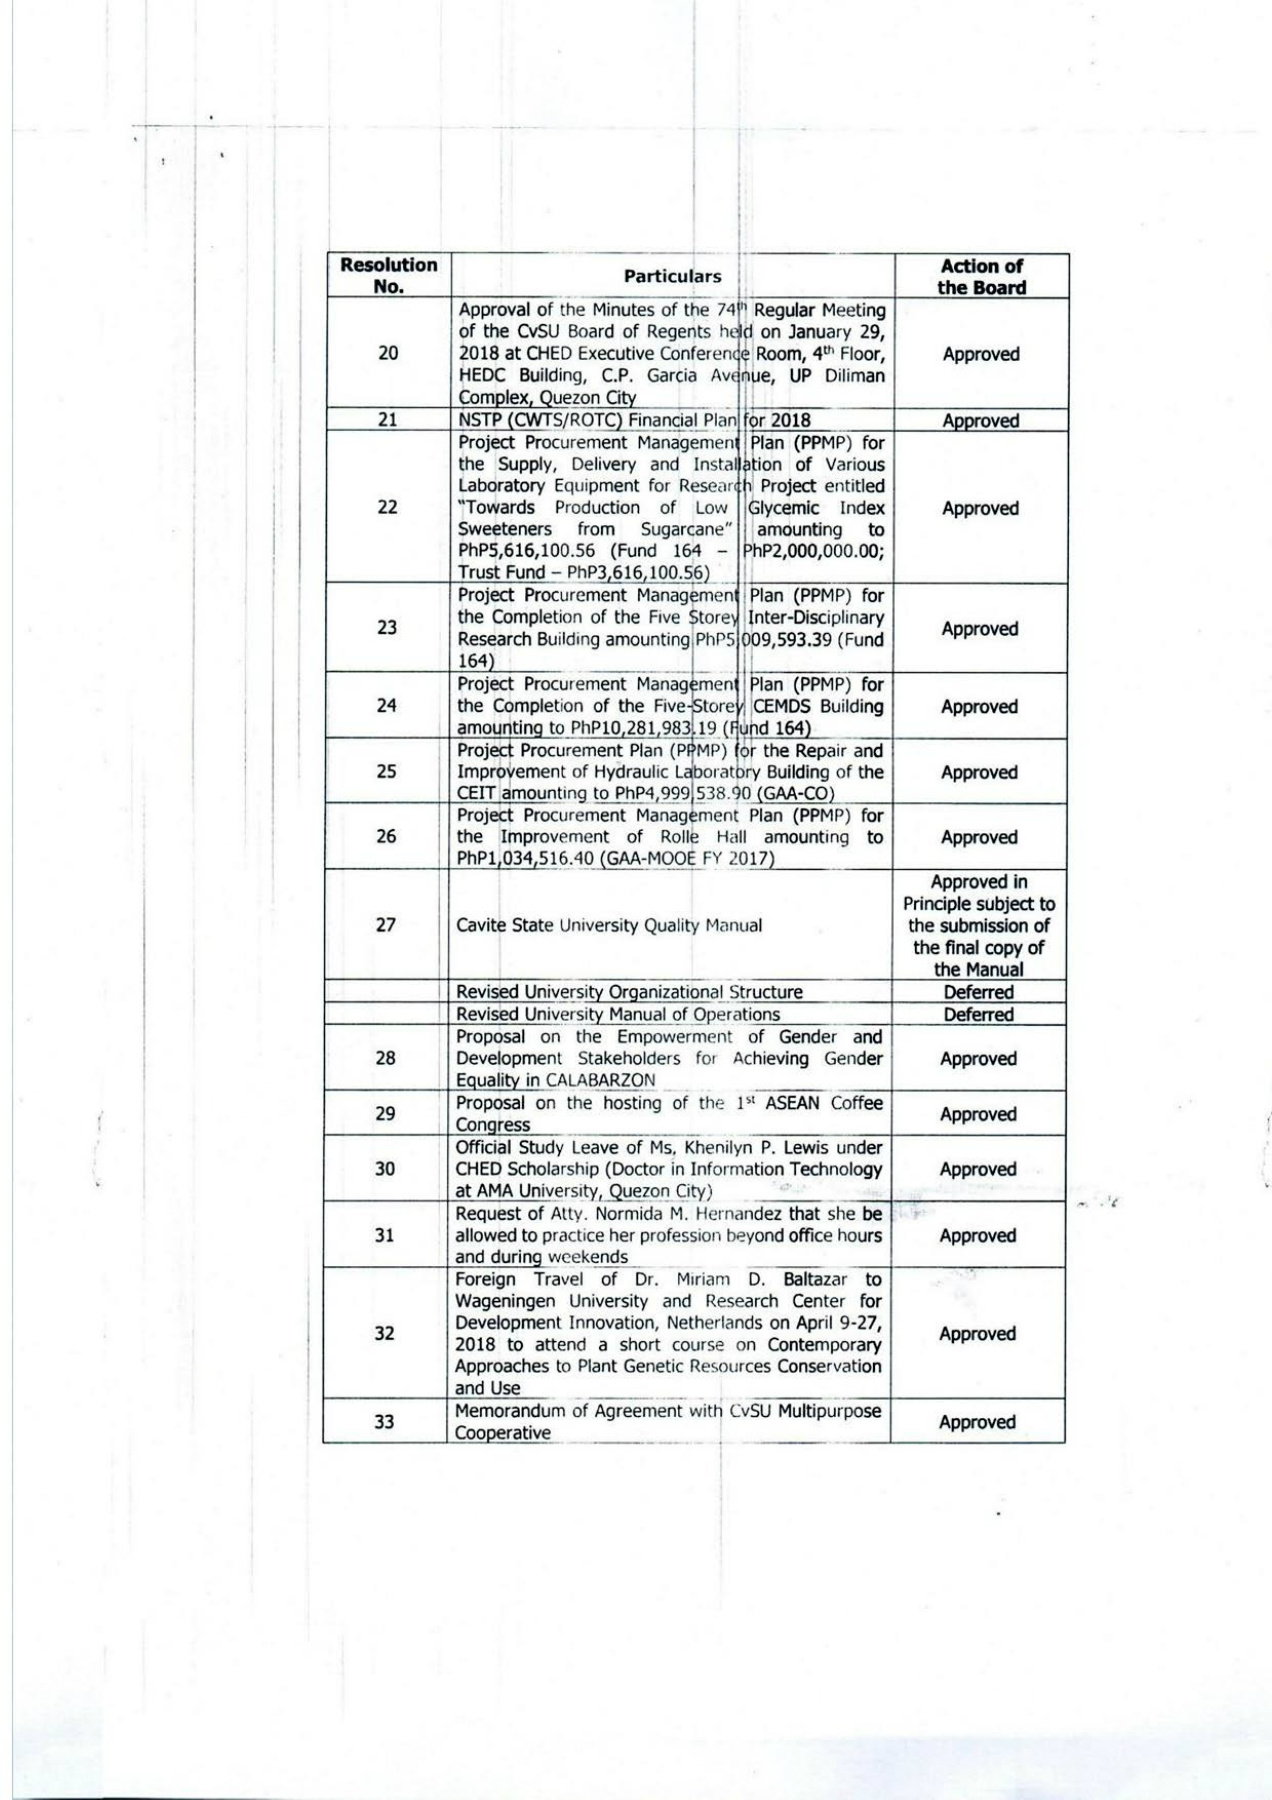 Resolution
No.
Particulars
Action of
the Board
20
Approval of the Minutes of the 74th Regular Meeting
of the CvSU Board of Regents held on January 29,
2018 at CHED Executive Conference Room, 4th Floor,
HEDC Building, C.P. Garcia Avenue, UP Diliman
Complex, Quezon City
Approved
21
NSTP (CWTS/ROTC) Financial Plan for 2018
Approved
22
Project Procurement Management Plan (PPMP) for
the Supply, Delivery and Installation of Various
Laboratory Equipment for Research Project entitled
"Towards Production of Low Glycemic Index
Sweeteners from Sugarcane" amounting to
PhP5,616,100.56 (Fund 164 – PhP2,000,000.00;
Trust Fund – PhP3,616,100.56)
Approved
23
Project Procurement Management Plan (PPMP) for
the Completion of the Five Storey Inter-Disciplinary
Research Building amounting PhP5,009,593.39 (Fund
164)
Approved
24
Project Procurement Management Plan (PPMP) for
the Completion of the Five-Storey CEMDS Building
amounting to PhP10,281,983.19 (Fund 164)
Approved
25
Project Procurement Plan (PPMP) for the Repair and
Improvement of Hydraulic Laboratory Building of the
CEIT amounting to PhP4,999,538.90 (GAA-CO)
Approved
26
Project Procurement Management Plan (PPMP) for
the Improvement of Rolle Hall amounting to
PhP1,034,516.40 (GAA-MOOE FY 2017)
Approved
27
Cavite State University Quality Manual
Approved in
Principle subject to
the submission of
the final copy of
the Manual
Revised University Organizational Structure
Deferred
Revised University Manual of Operations
Deferred
28
Proposal on the Empowerment of Gender and
Development Stakeholders for Achieving Gender
Equality in CALABARZON
Approved
29
Proposal on the hosting of the 1st ASEAN Coffee
Congress
Approved
30
Official Study Leave of Ms. Khenilyn P. Lewis under
CHED Scholarship (Doctor in Information Technology
at AMA University, Quezon City)
Approved
31
Request of Atty. Normida M. Hernandez that she be
allowed to practice her profession beyond office hours
and during weekends
Approved
32
Foreign Travel of Dr. Miriam D. Baltazar to
Wageningen University and Research Center for
Development Innovation, Netherlands on April 9-27,
2018 to attend a short course on Contemporary
Approaches to Plant Genetic Resources Conservation
and Use
Approved
33
Memorandum of Agreement with CvSU Multipurpose
Cooperative
Approved